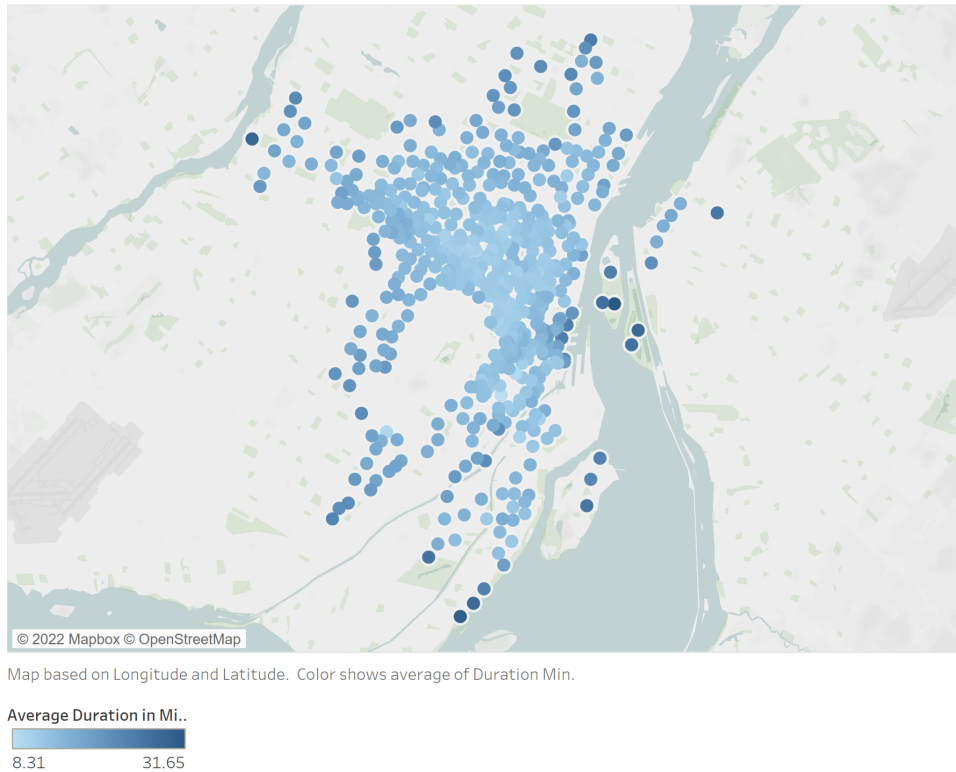 © 2022 Mapbox © OpenStreetMap
Map based on Longitude and Latitude. Color shows average of Duration Min.
Average Duration in Mi..
8.31 31.65